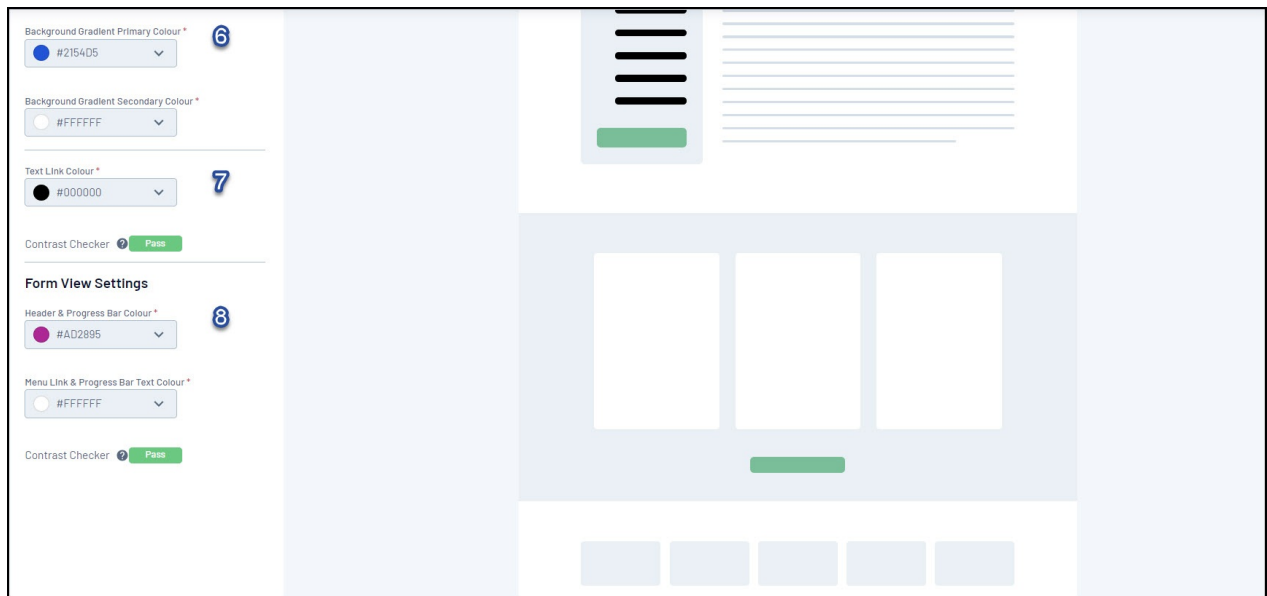 Background Gradient Primary Colour *
6
#2154D5
Background Gradient Secondary Colour *
#FFFFFF
Text Link Colour *
7
#000000
Contrast Checker ? Pass
Form View Settings
Header & Progress Bar Colour *
8
#AD2895
Menu Link & Progress Bar Text Colour *
#FFFFFF
Contrast Checker ? Pass